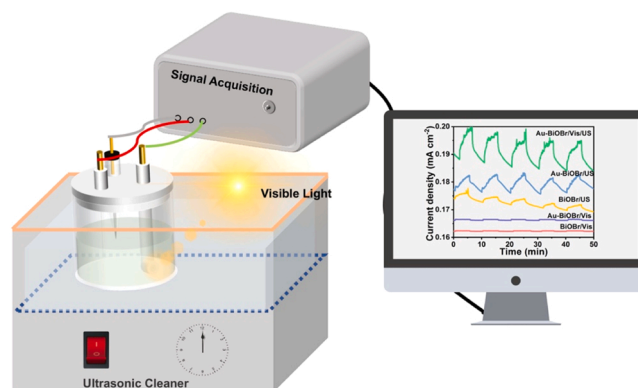 Signal Acquisition
Visible Light
Ultrasonic Cleaner
Current density (mA cm⁻²)
0.20
0.19
0.18
0.17
0.16
Au-BiOBr/Vis/US
Au-BiOBr/US
BiOBr/US
Au-BiOBr/Vis
BiOBr/Vis
0 10 20 30 40 50
Time (min)